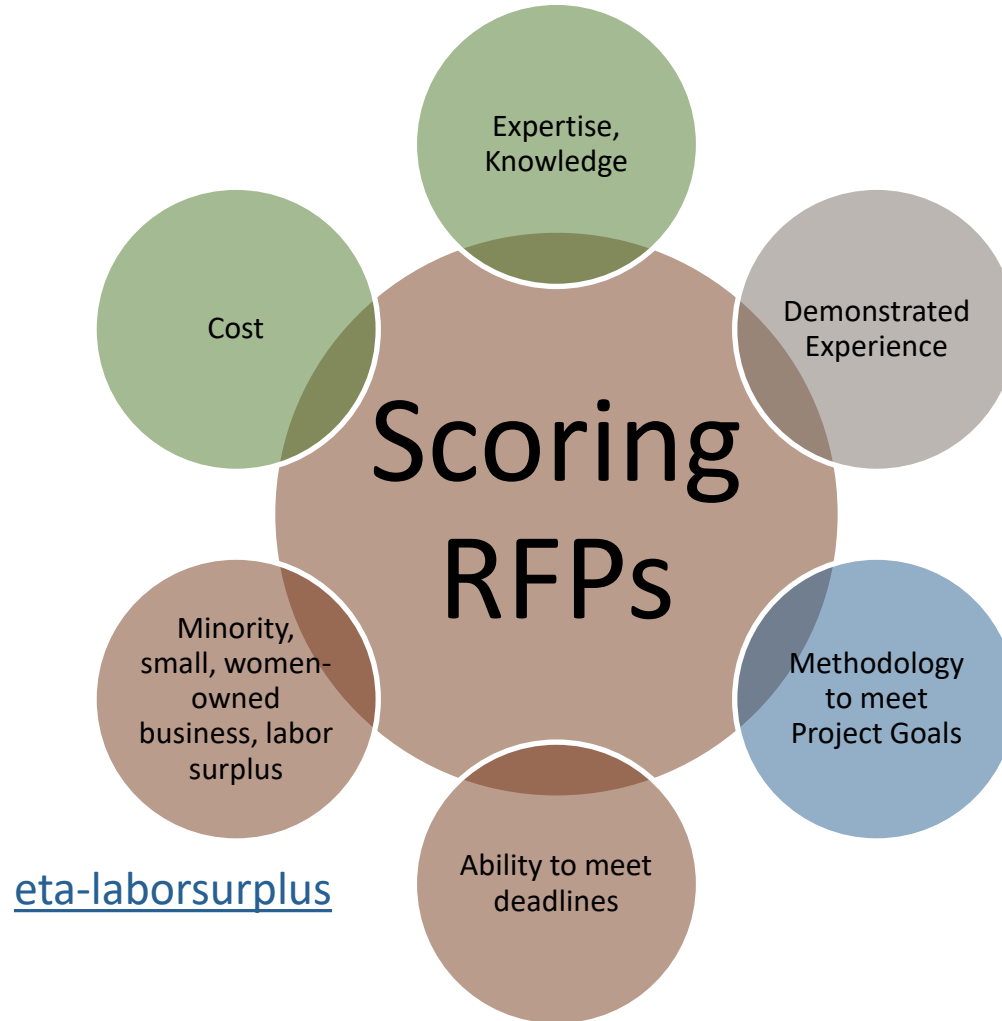 Expertise,
Knowledge
Demonstrated
Experience
Methodology
to meet
Project Goals
Ability to meet
deadlines
Minority,
small, women-
owned
business, labor
surplus
Cost
Scoring
RFPs
eta-laborsurplus